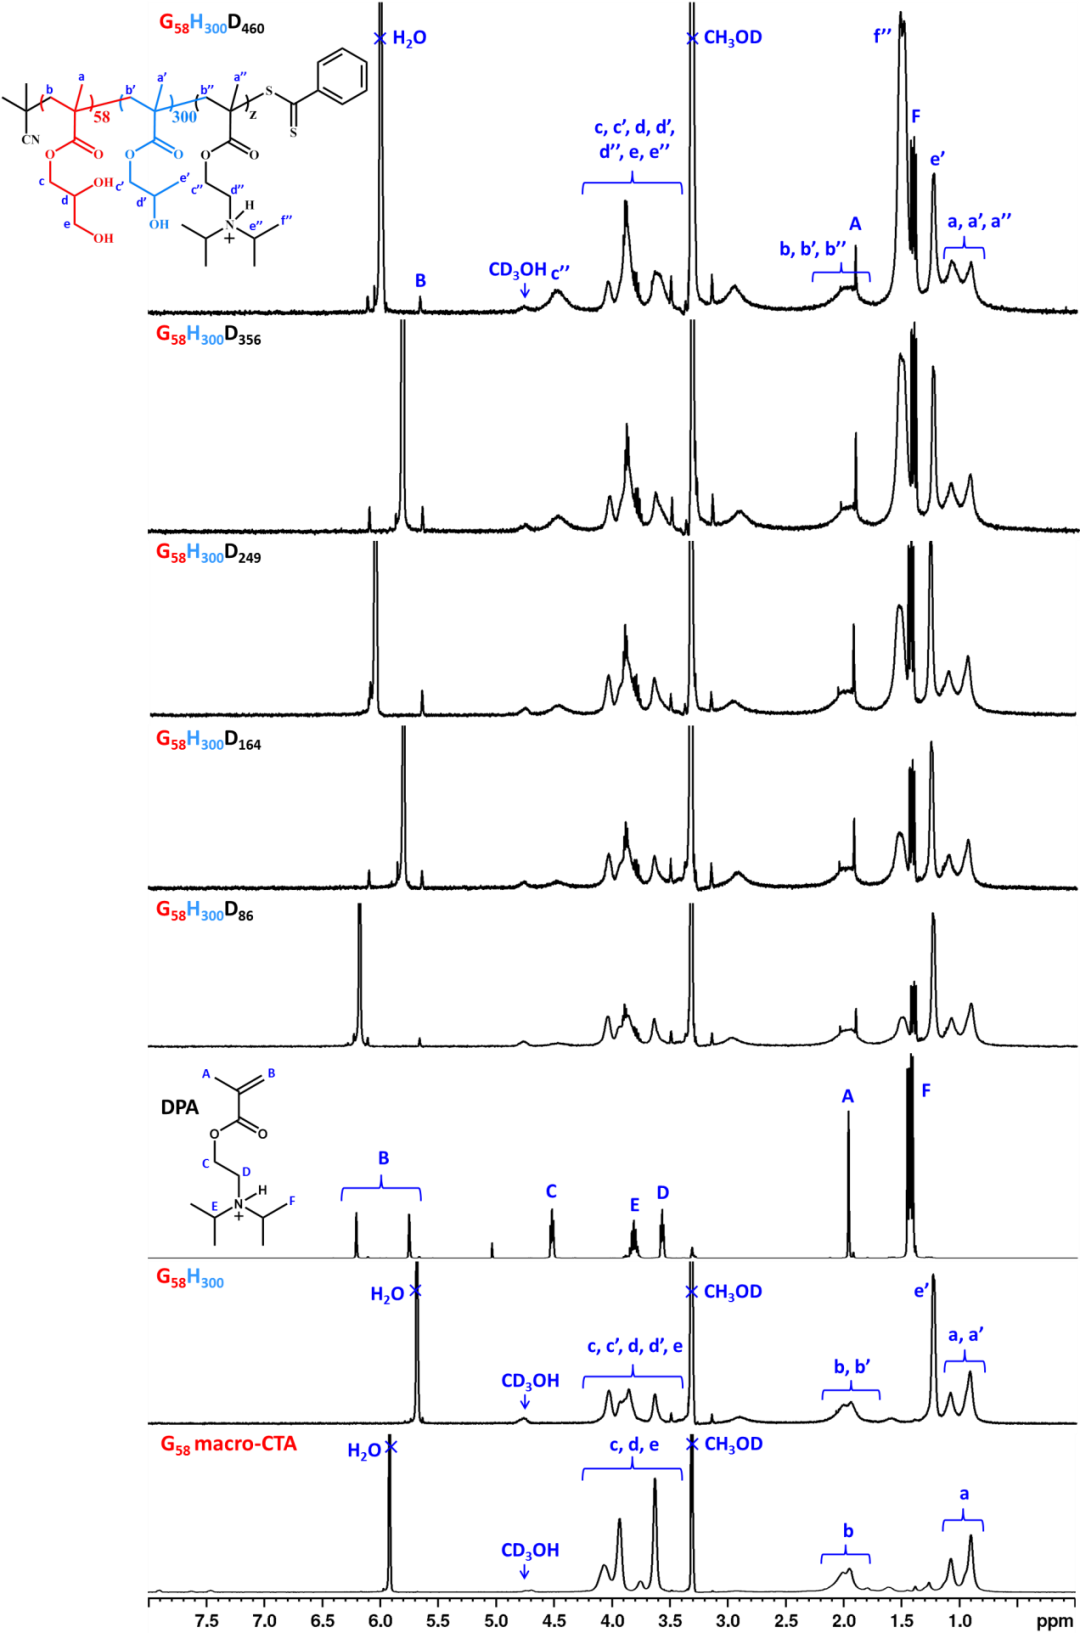 G58H300D460
H2O
CH3OD
f’’
b
a
b’
a’
b’’
a’’
S
58
300
z
S
CN
O
O
O
O
O
O
c
OH
c’
e’
c’’
d’’
d
d’
H
e
OH
N
e’’
f’’
OH
+
c, c’, d, d’,
d’’, e, e’’
F
e’
a, a’, a’’
A
b, b’, b’’
B
CD3OH
c’’
G58H300D356
G58H300D249
G58H300D164
G58H300D86
A
B
DPA
O
O
C
D
H
N
E
F
+
B
C
E
D
A
F
G58H300
H2O
CH3OD
e’
c, c’, d, d’, e
a, a’
b, b’
CD3OH
G58 macro-CTA
H2O
c, d, e
CH3OD
a
b
CD3OH
7.5 7.0 6.5 6.0 5.5 5.0 4.5 4.0 3.5 3.0 2.5 2.0 1.5 1.0 ppm